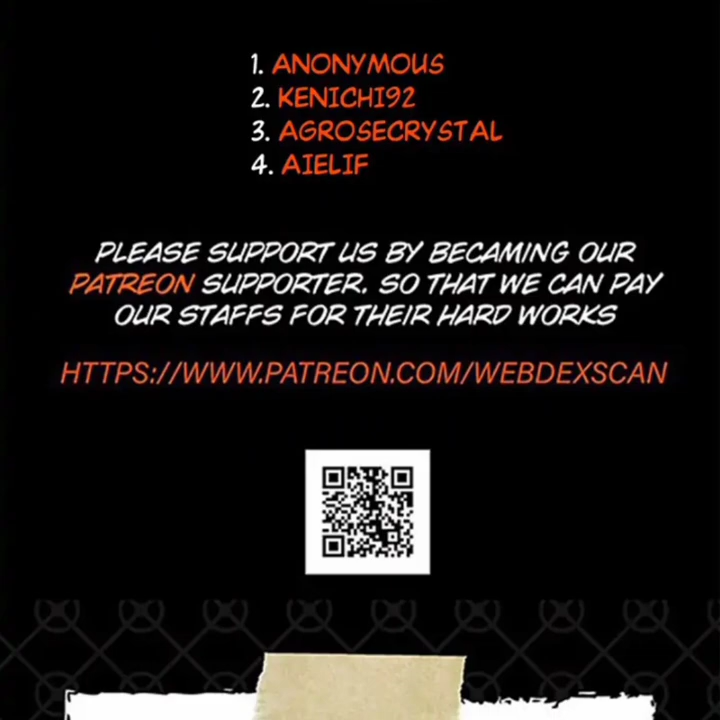 1. ANONYMOUS
2. KENICHI92
3. AGROSECRYSTAL
4. AIELIF
PLEASE SUPPORT US BY BECAMING OUR
PATREON SUPPORTER. SO THAT WE CAN PAY
OUR STAFFS FOR THEIR HARD WORKS
HTTPS://WWW.PATREON.COM/WEBDEXSCAN